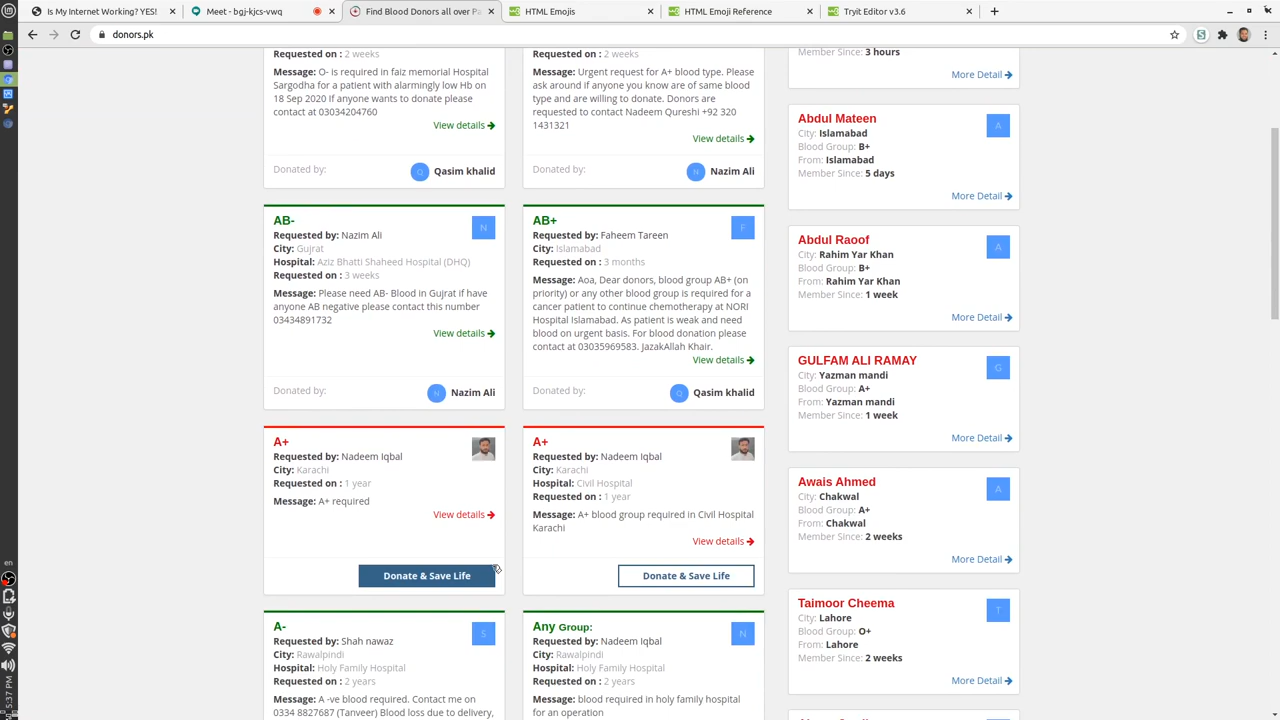 Is My Internet Working? Is YES!
Meet - bgj-kjcs-vwq
Find Blood Donors all over Pa
HTML Emojis
HTML Emoji Reference
Tryit Editor v3.6
donors.pk
Requested on : 2 weeks
Message: O- is required in faiz memorial Hospital
Sargodha for a patient with alarmingly low Hb on
18 Sep 2020 If anyone wants to donate please
contact at 03034204760
View details
Donated by:
Q
Qasim khalid
Requested on : 2 weeks
Message: Urgent request for A+ blood type. Please
ask around if anyone you know are of same blood
type and are willing to donate. Donors are
requested to contact Nadeem Qureshi +92 320
1431321
View details
Donated by:
N
Nazim Ali
AB-
N
Requested by: Nazim Ali
City: Gujrat
Hospital: Aziz Bhatti Shaheed Hospital (DHQ)
Requested on : 3 weeks
Message: Please need AB- Blood in Gujrat if have
anyone AB negative please contact this number
03434891732
View details
Donated by:
N
Nazim Ali
AB+
F
Requested by: Faheem Tareen
City: Islamabad
Requested on : 3 months
Message: Aoa, Dear donors, blood group AB+ (on
priority) or any other blood group is required for a
cancer patient to continue chemotherapy at NORI
Hospital Islamabad. As patient is weak and need
blood on urgent basis. For blood donation please
contact at 03035969583. JazakAllah Khair.
View details
Donated by:
Q
Qasim khalid
A+
Requested by: Nadeem Iqbal
City: Karachi
Requested on : 1 year
Message: A+ required
View details
Donate & Save Life
A+
Requested by: Nadeem Iqbal
City: Karachi
Hospital: Civil Hospital
Requested on : 1 year
Message: A+ blood group required in Civil Hospital
Karachi
View details
Donate & Save Life
A-
S
Requested by: Shah nawaz
City: Rawalpindi
Hospital: Holy Family Hospital
Requested on : 2 years
Message: A -ve blood required. Contact me on
0334 8827687 (Tanveer) Blood loss due to delivery,
Any Group:
N
Requested by: Nadeem Iqbal
City: Rawalpindi
Hospital: Holy Family Hospital
Requested on : 2 years
Message: blood required in holy family hospital
for an operation
3 hours
More Detail
Abdul Mateen
A
City: Islamabad
Blood Group: B+
From: Islamabad
Member Since: 5 days
More Detail
Abdul Raoof
A
City: Rahim Yar Khan
Blood Group: B+
From: Rahim Yar Khan
Member Since: 1 week
More Detail
GULFAM ALI RAMAY
G
City: Yazman mandi
Blood Group: A+
From: Yazman mandi
Member Since: 1 week
More Detail
Awais Ahmed
A
City: Chakwal
Blood Group: A+
From: Chakwal
Member Since: 2 weeks
More Detail
Taimoor Cheema
T
City: Lahore
Blood Group: O+
From: Lahore
Member Since: 2 weeks
More Detail
en
5:37 PM